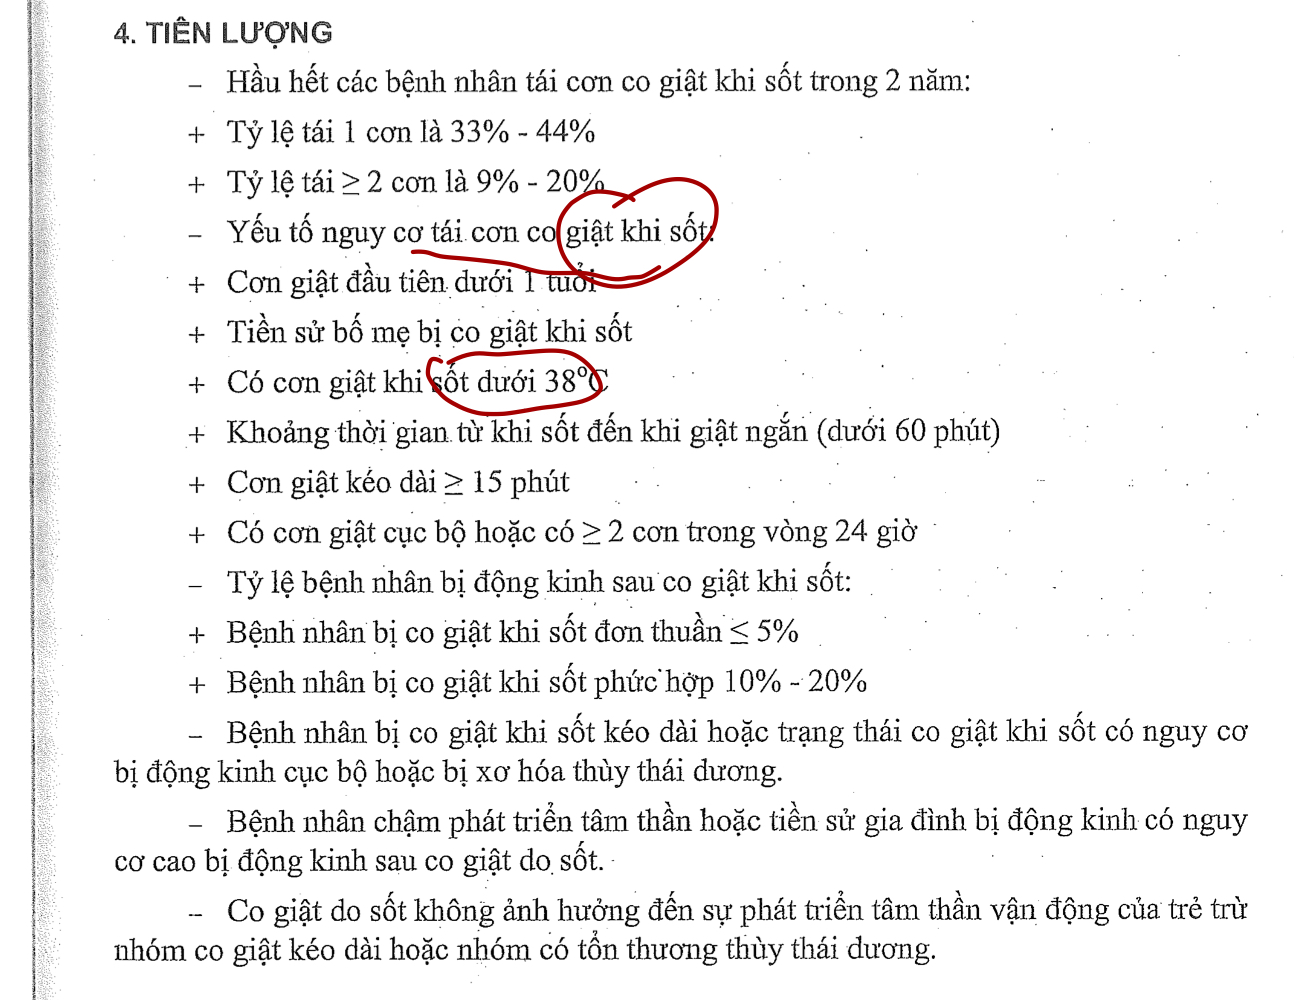 4. TIÊN LƯỢNG
– Hầu hết các bệnh nhân tái cơn co giật khi sốt trong 2 năm:
+ Tỷ lệ tái 1 cơn là 33% - 44%
+ Tỷ lệ tái ≥ 2 cơn là 9% - 20%
– Yếu tố nguy cơ tái cơn co giật khi sốt:
+ Cơn giật đầu tiên dưới 1 tuổi
+ Tiền sử bố mẹ bị co giật khi sốt
+ Có cơn giật khi sốt dưới 38°C
+ Khoảng thời gian từ khi sốt đến khi giật ngắn (dưới 60 phút)
+ Cơn giật kéo dài ≥ 15 phút
+ Có cơn giật cục bộ hoặc có ≥ 2 cơn trong vòng 24 giờ
– Tỷ lệ bệnh nhân bị động kinh sau co giật khi sốt:
+ Bệnh nhân bị co giật khi sốt đơn thuần ≤ 5%
+ Bệnh nhân bị co giật khi sốt phức hợp 10% - 20%
– Bệnh nhân bị co giật khi sốt kéo dài hoặc trạng thái co giật khi sốt có nguy cơ
bị động kinh cục bộ hoặc bị xơ hóa thùy thái dương.
– Bệnh nhân chậm phát triển tâm thần hoặc tiền sử gia đình bị động kinh có nguy
cơ cao bị động kinh sau co giật do sốt.
– Co giật do sốt không ảnh hưởng đến sự phát triển tâm thần vận động của trẻ trừ
nhóm co giật kéo dài hoặc nhóm có tổn thương thùy thái dương.